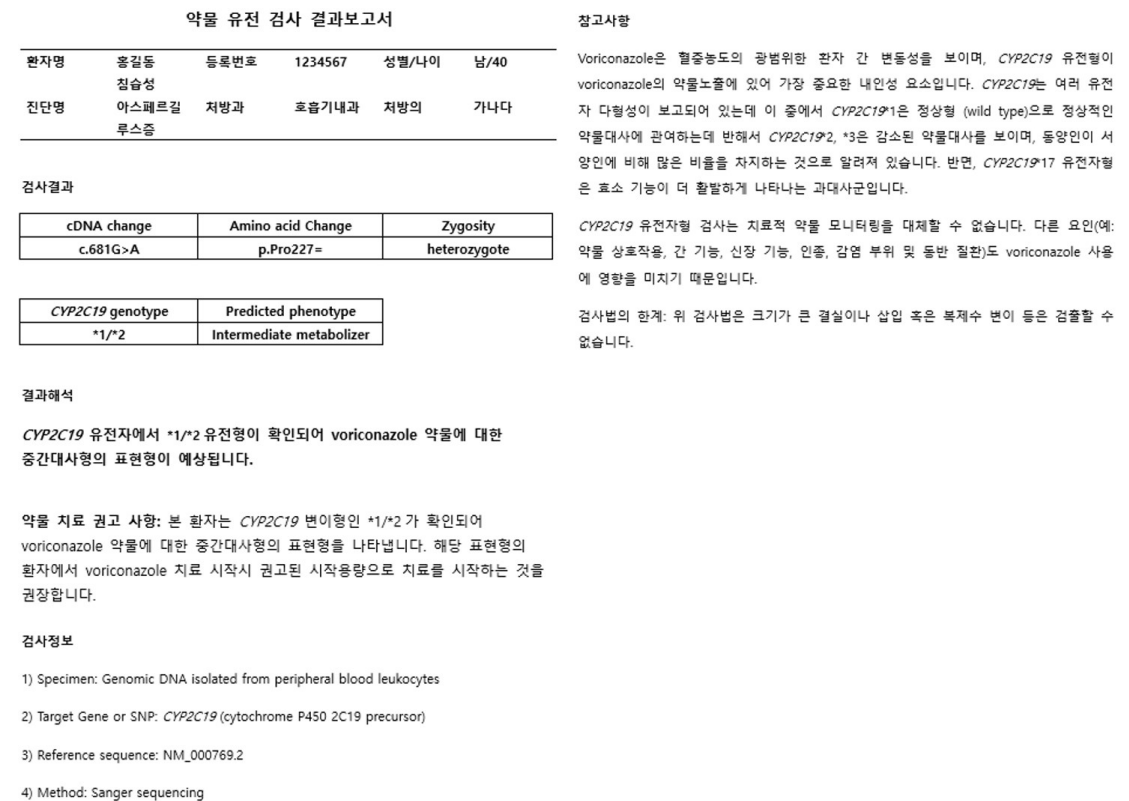 약물 유전 검사 결과보고서
환자명 홍길동 등록번호 1234567 성별/나이 남/40
침습성
진단명 아스페르길 처방과 호흡기내과 처방의 가나다
루스증
검사결과
cDNA change Amino acid Change Zygosity
c.681G>A p.Pro227= heterozygote
CYP2C19 genotype Predicted phenotype
*1/*2 Intermediate metabolizer
결과해석
CYP2C19 유전자에서 *1/*2 유전형이 확인되어 voriconazole 약물에 대한
중간대사형의 표현형이 예상됩니다.
약물 치료 권고 사항: 본 환자는 CYP2C19 변이형인 *1/*2 가 확인되어
voriconazole 약물에 대한 중간대사형의 표현형을 나타냅니다. 해당 표현형의
환자에서 voriconazole 치료 시작시 권고된 시작용량으로 치료를 시작하는 것을
권장합니다.
검사정보
1) Specimen: Genomic DNA isolated from peripheral blood leukocytes
2) Target Gene or SNP: CYP2C19 (cytochrome P450 2C19 precursor)
3) Reference sequence: NM_000769.2
4) Method: Sanger sequencing
참고사항
Voriconazole은 혈중농도의 광범위한 환자 간 변동성을 보이며, CYP2C19 유전형이
voriconazole의 약물노출에 있어 가장 중요한 내인성 요소입니다. CYP2C19는 여러 유전
자 다형성이 보고되어 있는데 이 중에서 CYP2C19*1은 정상형 (wild type)으로 정상적인
약물대사에 관여하는데 반해서 CYP2C19*2, *3은 감소된 약물대사를 보이며, 동양인이 서
양인에 비해 많은 비율을 차지하는 것으로 알려져 있습니다. 반면, CYP2C19*17 유전자형
은 효소 기능이 더 활발하게 나타나는 과대사군입니다.
CYP2C19 유전자형 검사는 치료적 약물 모니터링을 대체할 수 없습니다. 다른 요인(예:
약물 상호작용, 간 기능, 신장 기능, 인종, 감염 부위 및 동반 질환)도 voriconazole 사용
에 영향을 미치기 때문입니다.
검사법의 한계: 위 검사법은 크기가 큰 결실이나 삽입 혹은 복제수 변이 등은 검출할 수
없습니다.